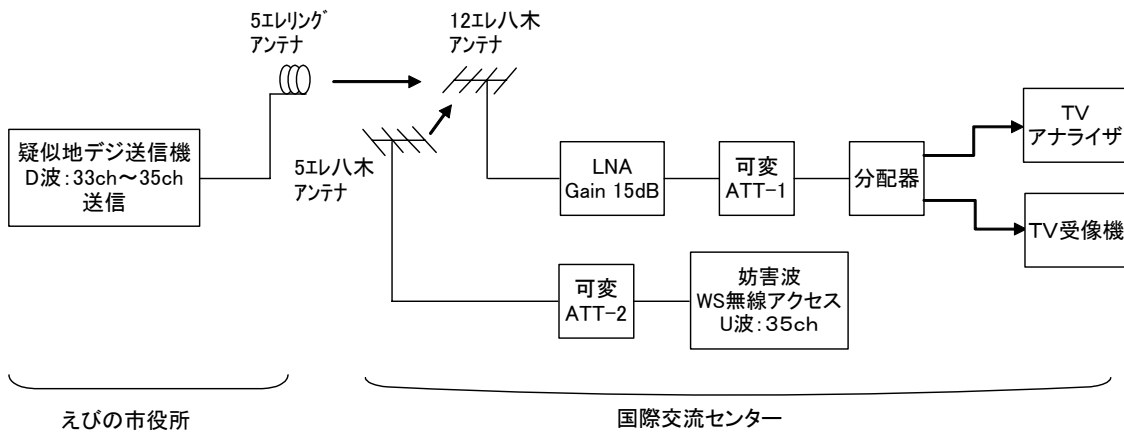 5エレリング
アンテナ
12エレ八木
アンテナ
疑似地デジ送信機
D波:33ch～35ch
送信
5エレ八木
アンテナ
LNA
Gain 15dB
可変
ATT-1
分配器
TV
アナライザ
TV受像機
可変
ATT-2
妨害波
WS無線アクセス
U波:35ch
えびの市役所
国際交流センター